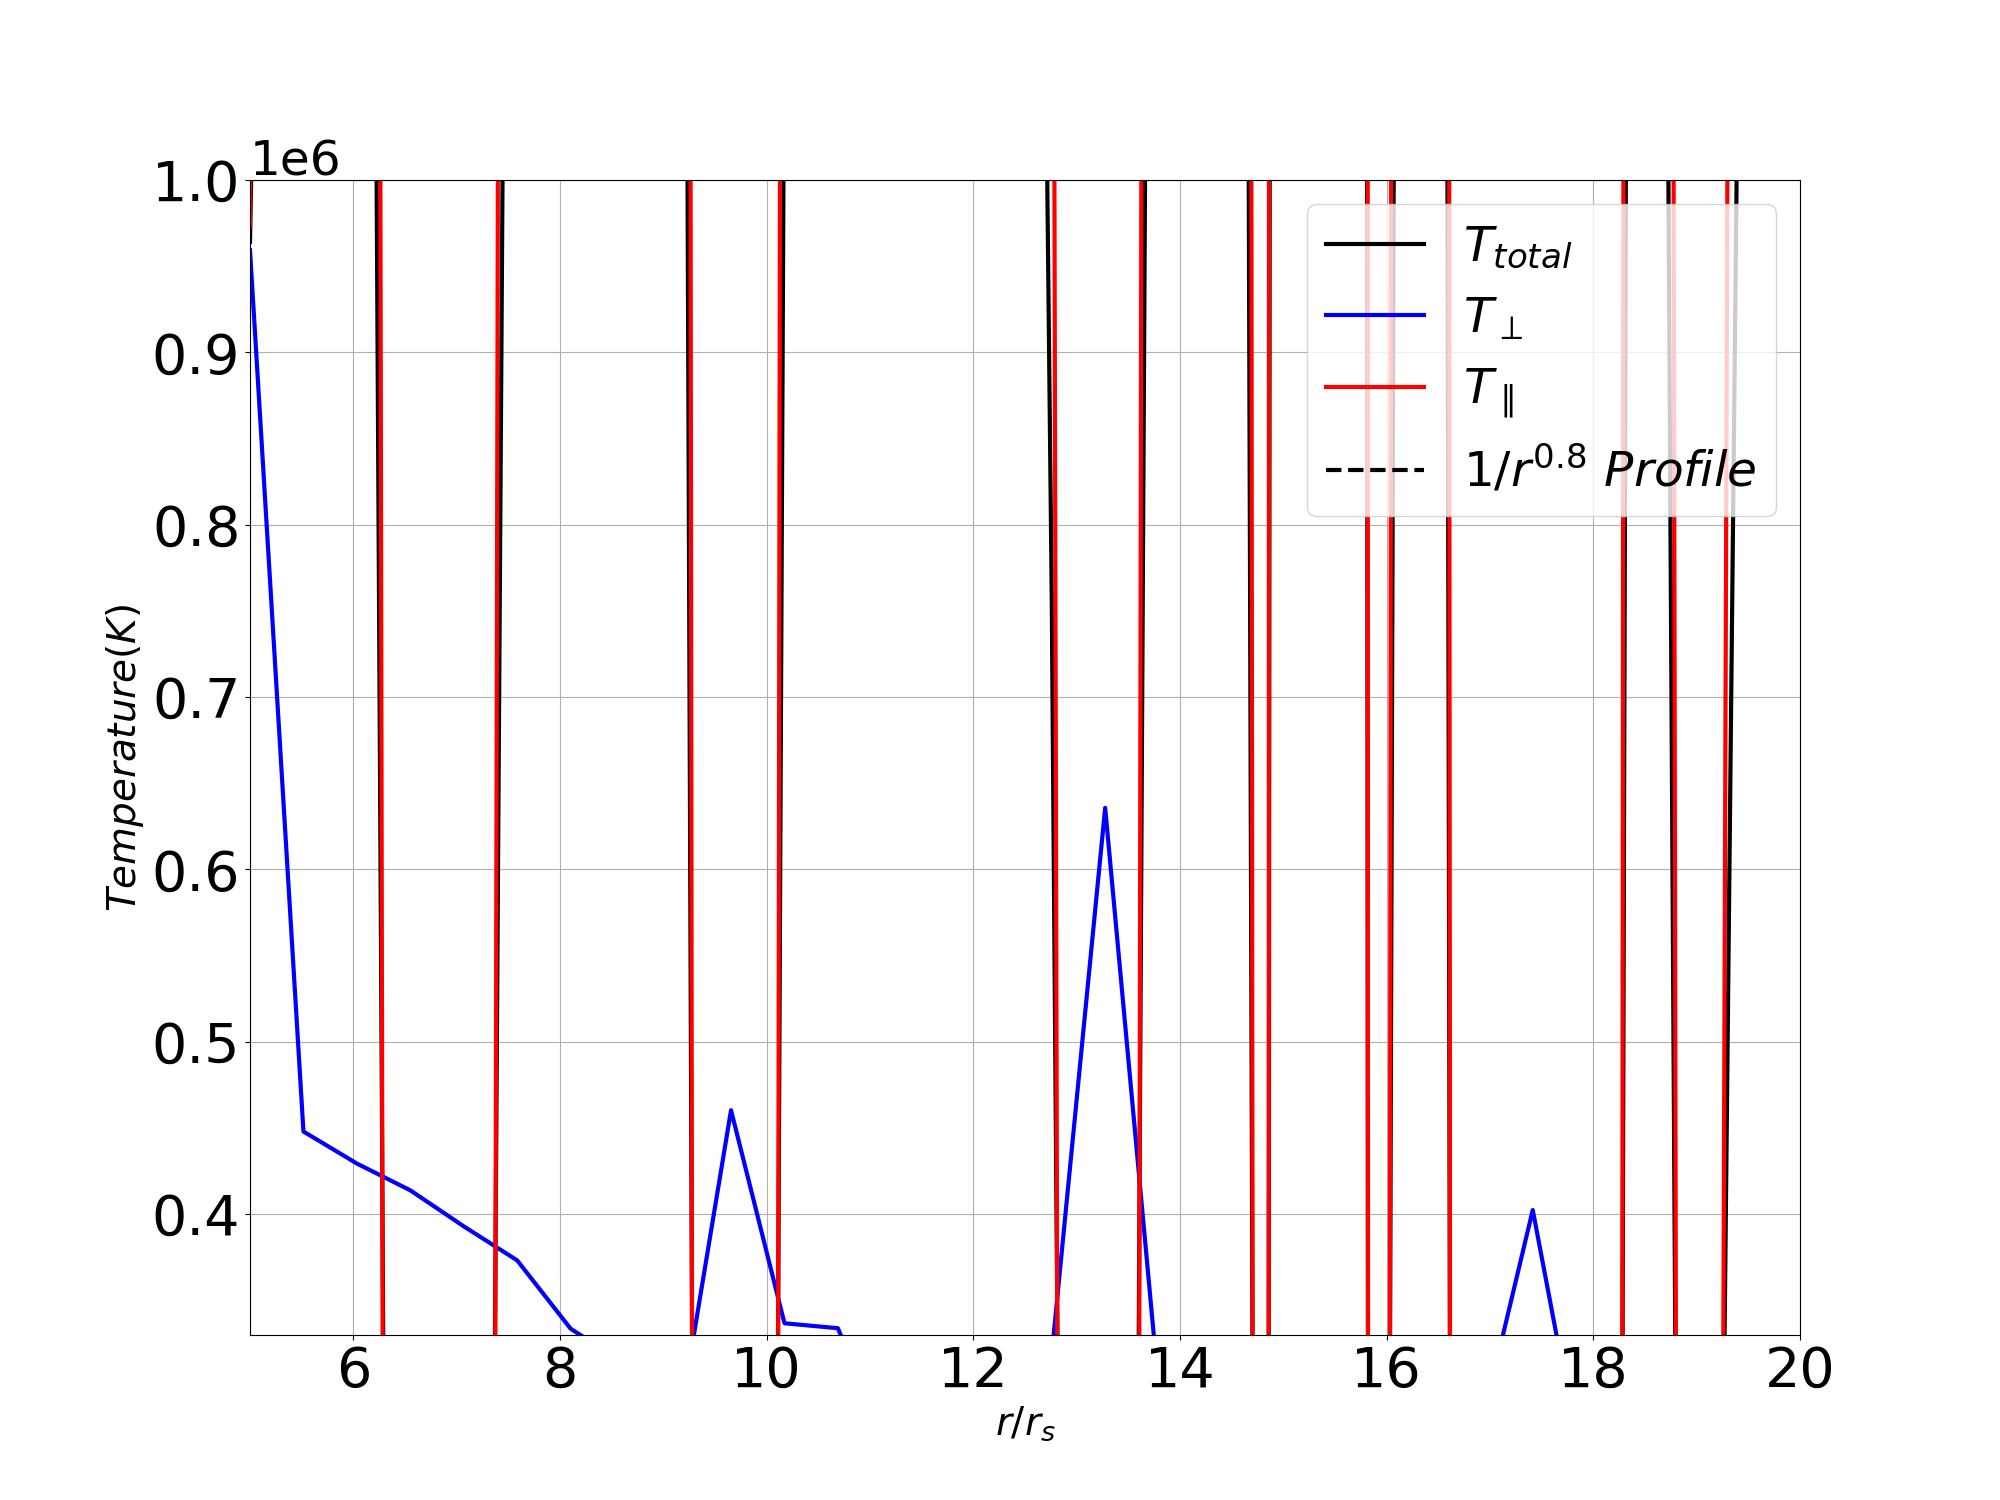 1e6
1.0
0.9
0.8
0.7
0.6
0.5
0.4
Temperature(K)
T_total
T_⊥
T_∥
1/r^0.8 Profile
6 8 10 12 14 16 18 20
r/r_s